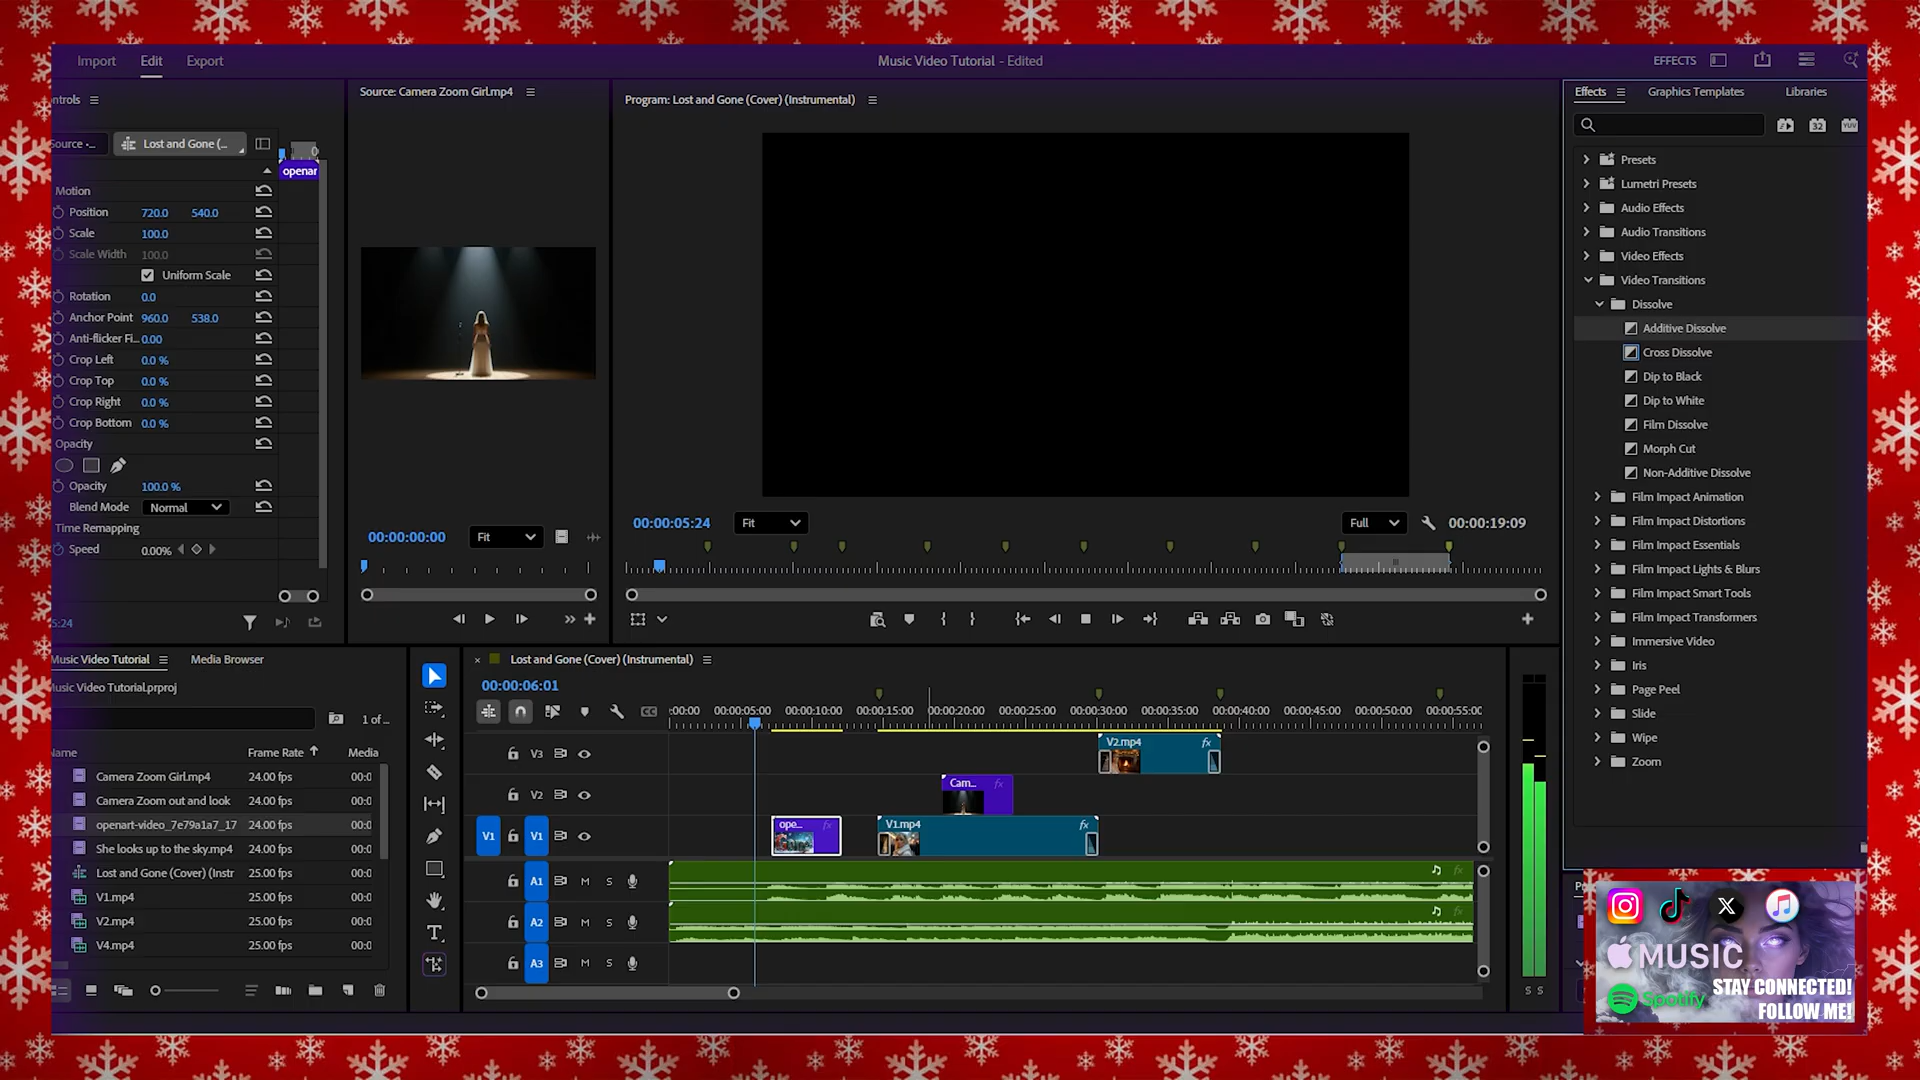 Import Edit Export
Music Video Tutorial - Edited
EFFECTS
ntrols
Source: Camera Zoom Girl.mp4
Program: Lost and Gone (Cover) (Instrumental)
Effects Graphics Templates Libraries
Source •...
Lost and Gone (...
openar
Motion
Position 720.0 540.0
Scale 100.0
Scale Width 100.0
Uniform Scale
Rotation 0.0
Anchor Point 960.0 538.0
Anti-flicker Fi... 0.00
Crop Left 0.0 %
Crop Top 0.0 %
Crop Right 0.0 %
Crop Bottom 0.0 %
Opacity
Opacity 100.0 %
Blend Mode Normal
Time Remapping
Speed 0.00%
5:24
00:00:00:00 Fit
00:00:05:24 Fit Full 00:00:19:09
32 YUV
Presets
Lumetri Presets
Audio Effects
Audio Transitions
Video Effects
Video Transitions
Dissolve
Additive Dissolve
Cross Dissolve
Dip to Black
Dip to White
Film Dissolve
Morph Cut
Non-Additive Dissolve
Film Impact Animation
Film Impact Distortions
Film Impact Essentials
Film Impact Lights & Blurs
Film Impact Smart Tools
Film Impact Transformers
Immersive Video
Iris
Page Peel
Slide
Wipe
Zoom
Music Video Tutorial Media Browser
Music Video Tutorial.prproj
1 of...
Name Frame Rate Media
Camera Zoom Girl.mp4 24.00 fps 00:0
Camera Zoom out and look 24.00 fps 00:0
openart-video_7e79a1a7_17 24.00 fps 00:0
She looks up to the sky.mp4 24.00 fps 00:0
Lost and Gone (Cover) (Instr 25.00 fps 00:0
V1.mp4 25.00 fps 00:0
V2.mp4 25.00 fps 00:0
V4.mp4 25.00 fps 00:0
Lost and Gone (Cover) (Instrumental)
00:00:06:01
:00:00 00:00:05:00 00:00:10:00 00:00:15:00 00:00:20:00 00:00:25:00 00:00:30:00 00:00:35:00 00:00:40:00 00:00:45:00 00:00:50:00 00:00:55:00
V3 V2.mp4 fx
V2 Cam... fx
V1 V1 ope... fx V1.mp4 fx
A1 M S fx
A2 M S fx
A3 M S
S S
MUSIC
Spotify
STAY CONNECTED!
FOLLOW ME!